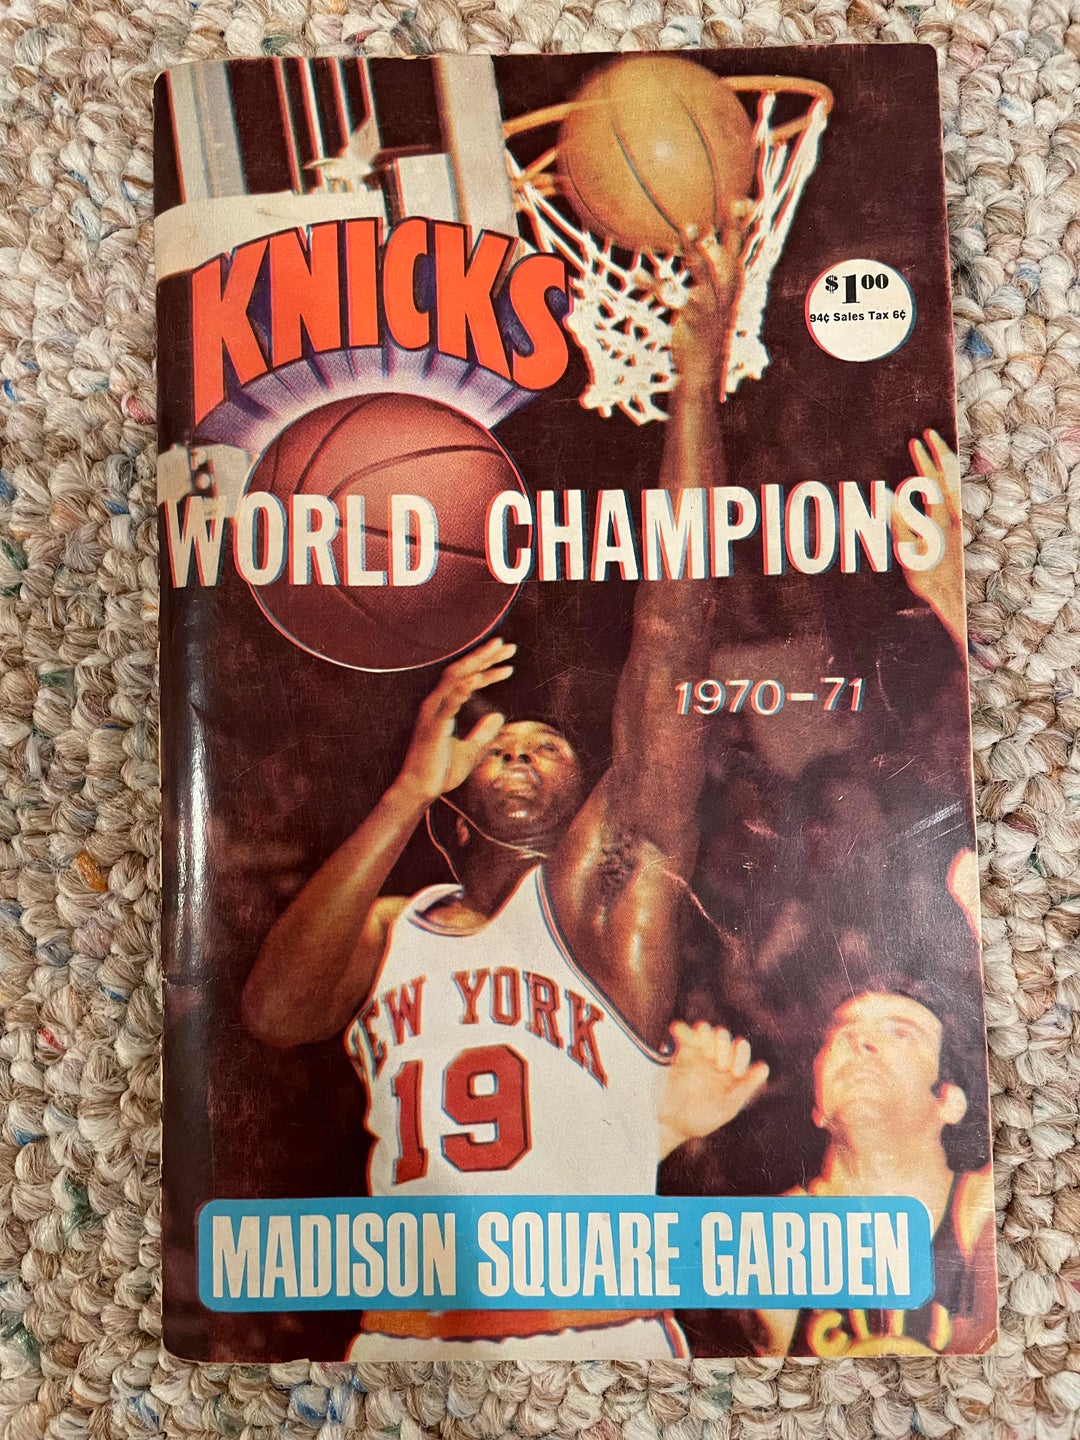 KNICKS
$1.00
94¢ Sales Tax 6¢
WORLD CHAMPIONS
1970-71
NEW YORK
19
MADISON SQUARE GARDEN